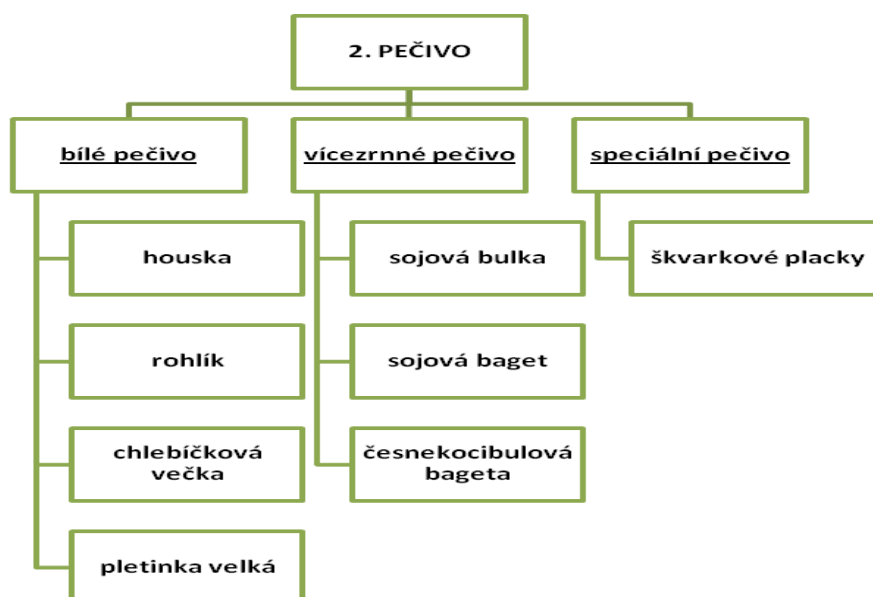 2. PEČIVO
bílé pečivo
vícezrnné pečivo
speciální pečivo
houska
sojová bulka
škvarkové placky
rohlík
sojová baget
chlebíčková
večka
česnekocibulová
bageta
pletinka velká